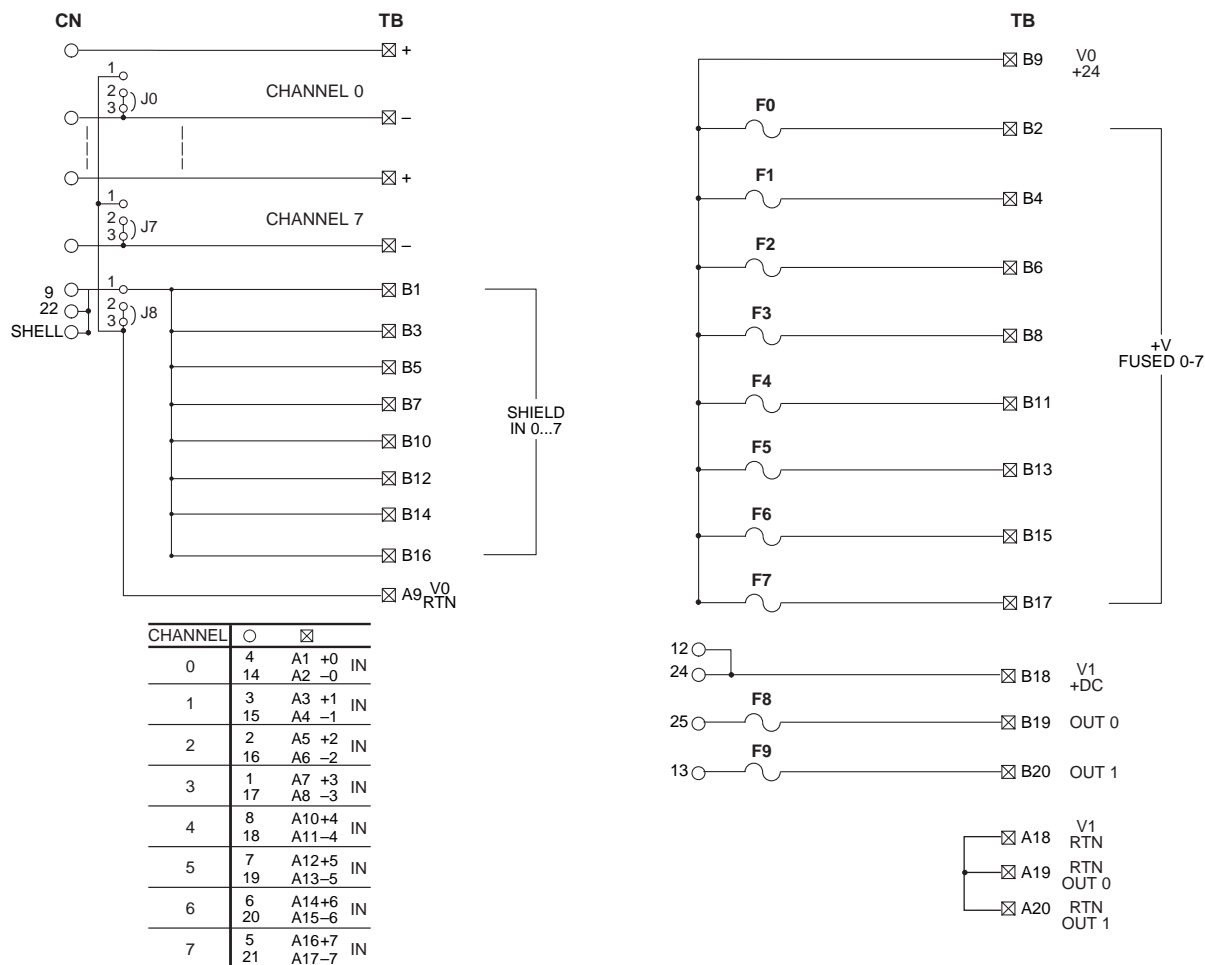 CN TB
+
1
2
3 J0
CHANNEL 0
–
+
1
2
3 J7
CHANNEL 7
–
9
22
SHELL
1
2
3 J8
B1
B3
B5
B7
B10
B12
B14
B16
SHIELD
IN 0...7
A9 V0
RTN
CHANNEL
0 4 A1 +0 IN
14 A2 –0
1 3 A3 +1 IN
15 A4 –1
2 2 A5 +2 IN
16 A6 –2
3 1 A7 +3 IN
17 A8 –3
4 8 A10+4 IN
18 A11–4
5 7 A12+5 IN
19 A13–5
6 6 A14+6 IN
20 A15–6
7 5 A16+7 IN
21 A17–7
TB
B9 V0
+24
F0 B2
F1 B4
F2 B6
F3 B8
F4 B11
F5 B13
F6 B15
F7 B17
+V
FUSED 0-7
12
24 B18 V1
+DC
F8
25 B19 OUT 0
F9
13 B20 OUT 1
A18 V1
RTN
A19 RTN
OUT 0
A20 RTN
OUT 1